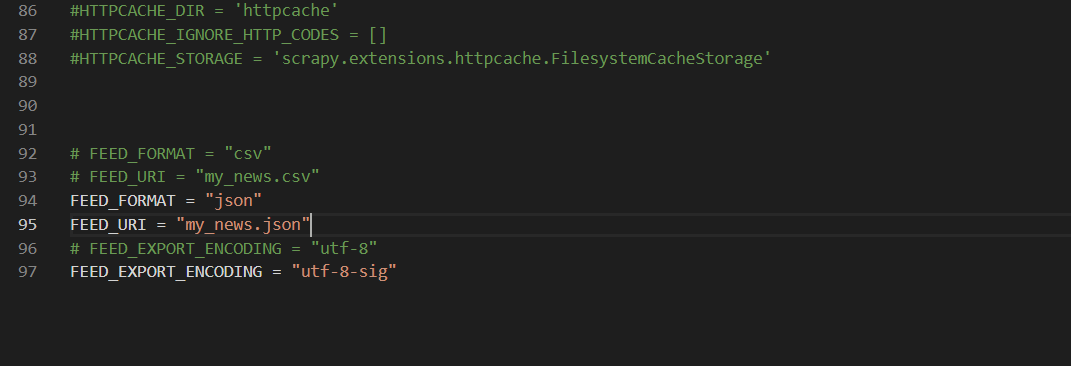 86 #HTTPCACHE_DIR = 'httpcache'
87 #HTTPCACHE_IGNORE_HTTP_CODES = []
88 #HTTPCACHE_STORAGE = 'scrapy.extensions.httpcache.FilesystemCacheStorage'
89
90
91
92 # FEED_FORMAT = "csv"
93 # FEED_URI = "my_news.csv"
94 FEED_FORMAT = "json"
95 FEED_URI = "my_news.json"
96 # FEED_EXPORT_ENCODING = "utf-8"
97 FEED_EXPORT_ENCODING = "utf-8-sig"